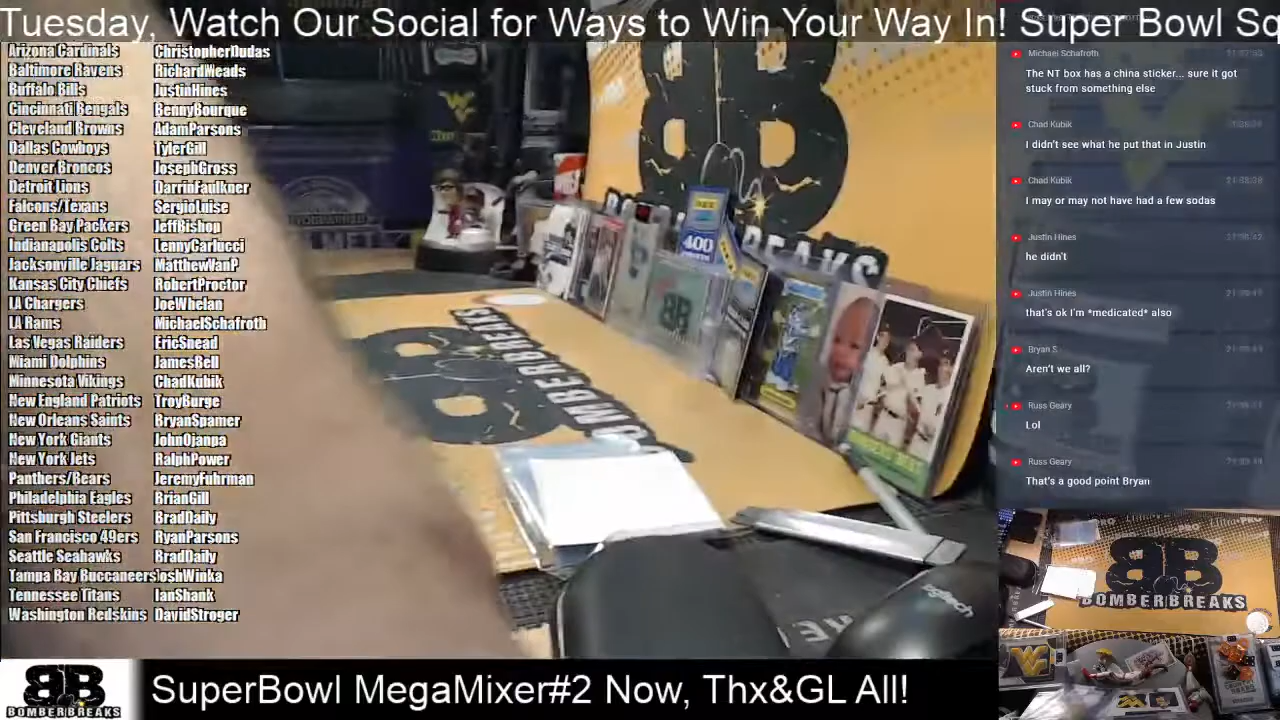 Tuesday, Watch Our Social for Ways to Win Your Way In! Super Bowl Sq
Arizona Cardinals ChristopherDudas
Baltimore Ravens RichardMeads
Buffalo Bills JustinHines
Cincinnati Bengals BennyBourque
Cleveland Browns AdamParsons
Dallas Cowboys TylerGill
Denver Broncos JosephGross
Detroit Lions DarrinFaulkner
Falcons/Texans SergioLuise
Green Bay Packers JeffBishop
Indianapolis Colts LennyCarlucci
Jacksonville Jaguars MatthewVanP
Kansas City Chiefs RobertProctor
LA Chargers JoeWhelan
LA Rams MichaelSchafroth
Las Vegas Raiders EricSnead
Miami Dolphins JamesBell
Minnesota Vikings ChadKubik
New England Patriots TroyBurge
New Orleans Saints BryanSpamer
New York Giants JohnOjanpa
New York Jets RalphPower
Panthers/Bears JeremyFuhrman
Philadelphia Eagles BrianGill
Pittsburgh Steelers BradDaily
San Francisco 49ers RyanParsons
Seattle Seahawks BradDaily
Tampa Bay Buccaneers JoshWinka
Tennessee Titans IanShank
Washington Redskins DavidStroger
Michael Schafroth
The NT box has a china sticker... sure it got
stuck from something else
Chad Kubik
I didn't see what he put that in Justin
Chad Kubik
I may or may not have had a few sodas
Justin Hines
he didn't
Justin Hines
that's ok I'm *medicated* also
Bryan S
Aren't we all?
Russ Geary
Lol
Russ Geary
That's a good point Bryan
400
BREAKS
BOMBERBREAKS
logitech
BOMBERBREAKS
BB
BOMBERBREAKS
SuperBowl MegaMixer#2 Now, Thx&GL All!